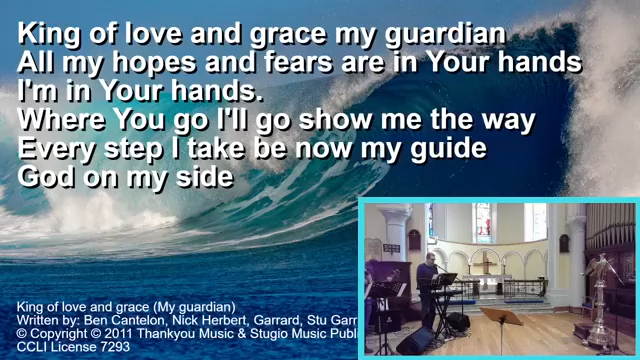 King of love and grace my guardian
All my hopes and fears are in Your hands
I'm in Your hands.
Where You go I'll go show me the way
Every step I take be now my guide
God on my side
King of love and grace (My guardian)
Written by: Ben Cantelon, Nick Herbert, Garrard, Stu Garr
© Copyright © 2011 Thankyou Music & Stugio Music Publi
CCLI License 7293